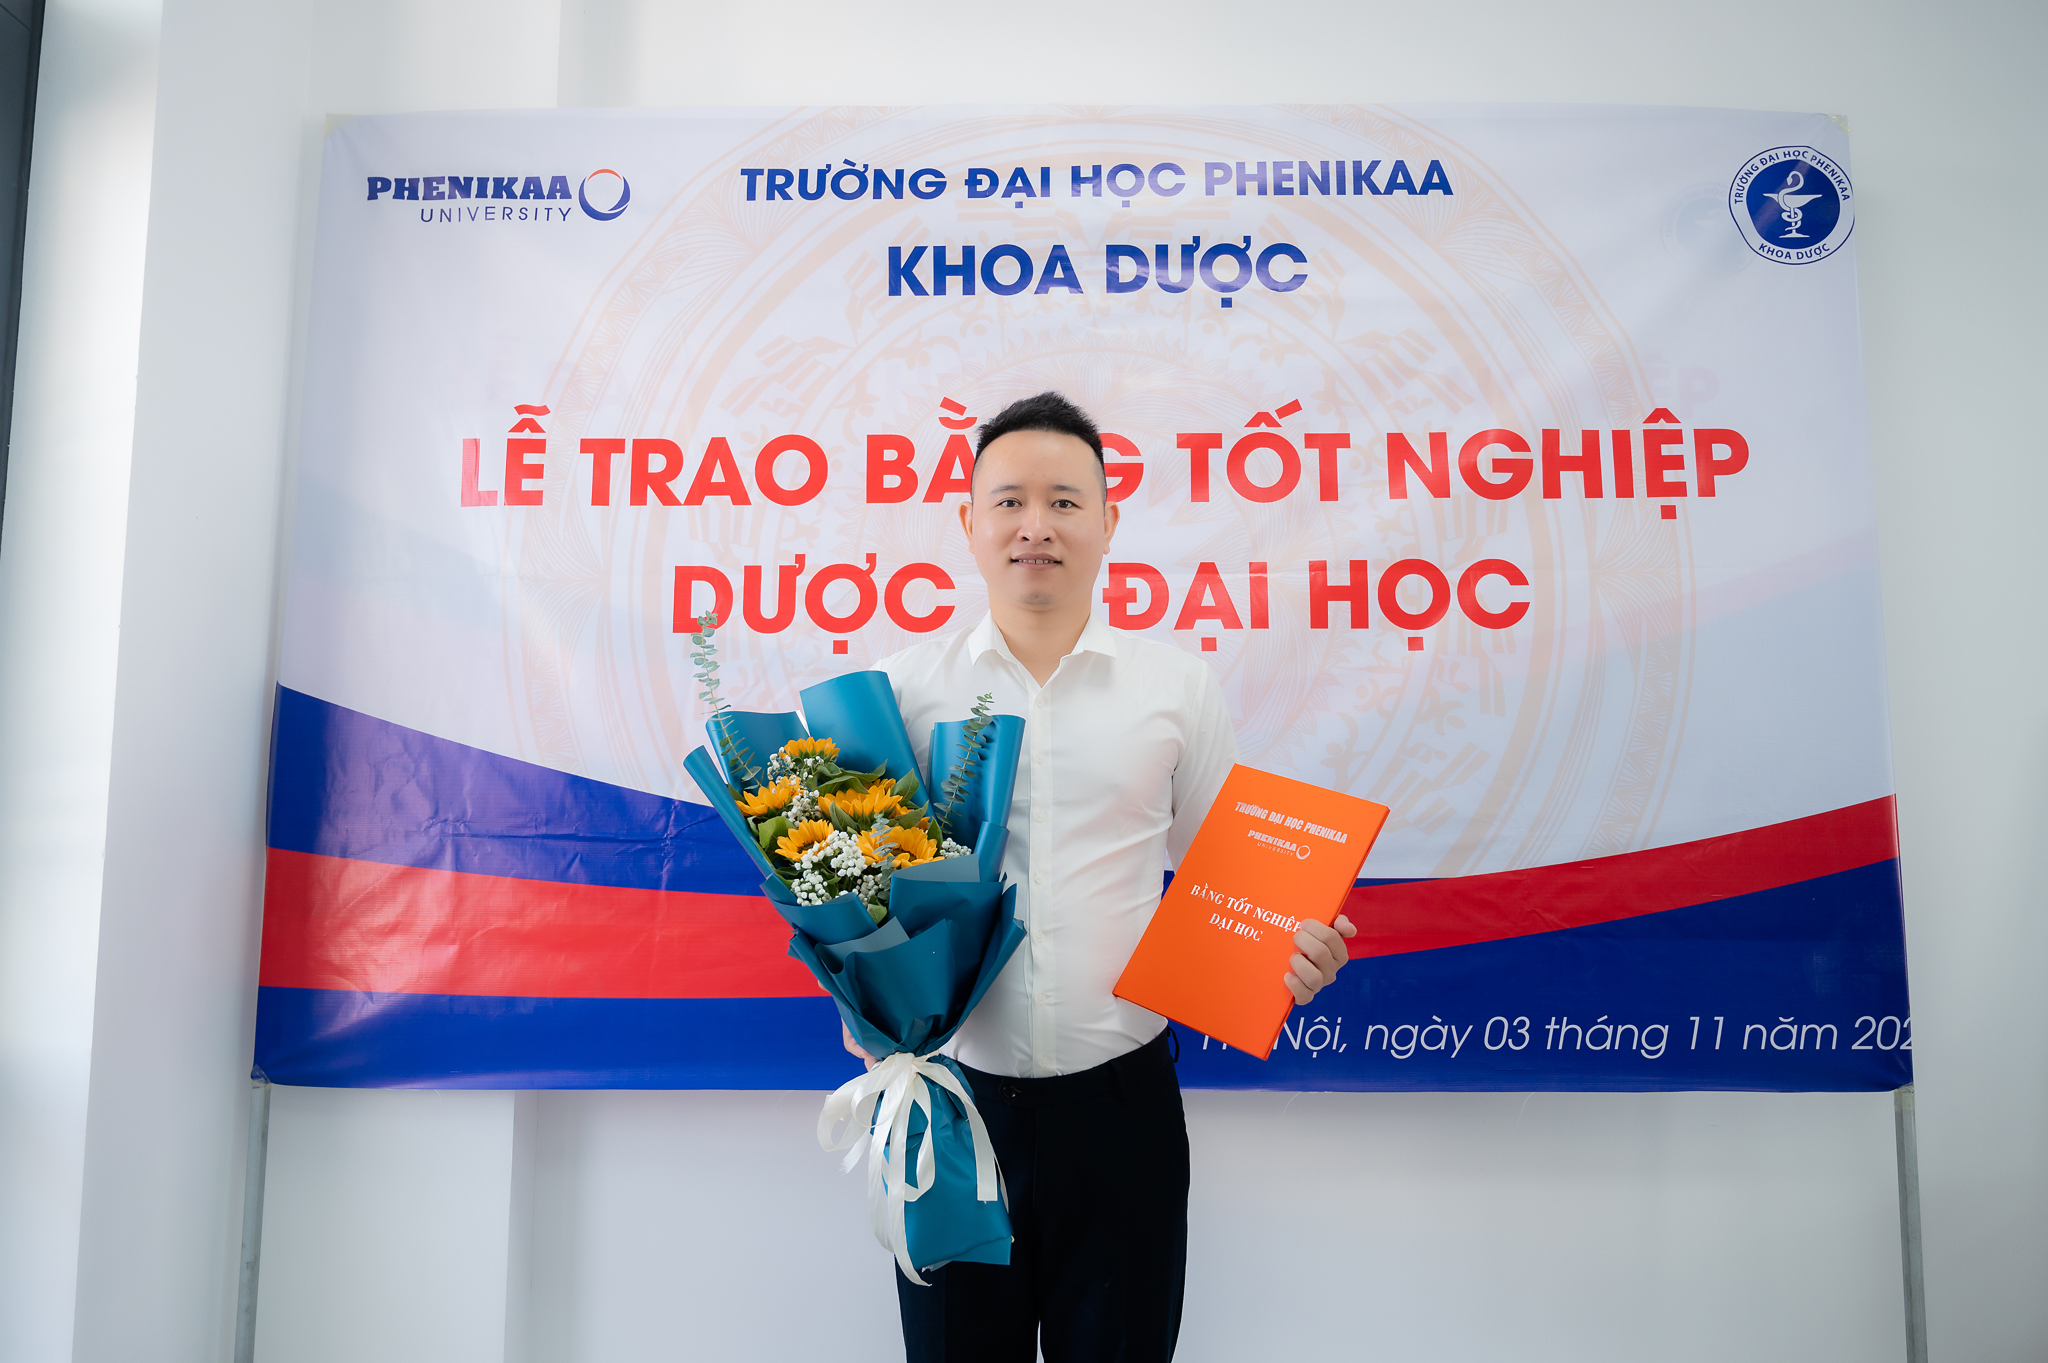 PHENIKAA
UNIVERSITY
TRƯỜNG ĐẠI HỌC PHENIKAA
KHOA DƯỢC
TRƯỜNG ĐẠI HỌC PHENIKAA
KHOA DƯỢC
LỄ TRAO BẰNG TỐT NGHIỆP
DƯỢC ĐẠI HỌC
TRƯỜNG ĐẠI HỌC PHENIKAA
PHENIKAA
UNIVERSITY
BẰNG TỐT NGHIỆP
ĐẠI HỌC
Nội, ngày 03 tháng 11 năm